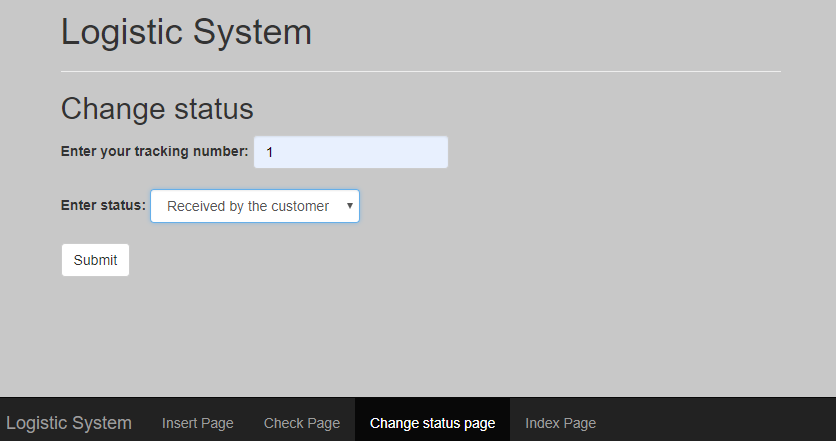 Logistic System
Change status
Enter your tracking number: 1
Enter status: Received by the customer
Submit
Logistic System Insert Page Check Page Change status page Index Page